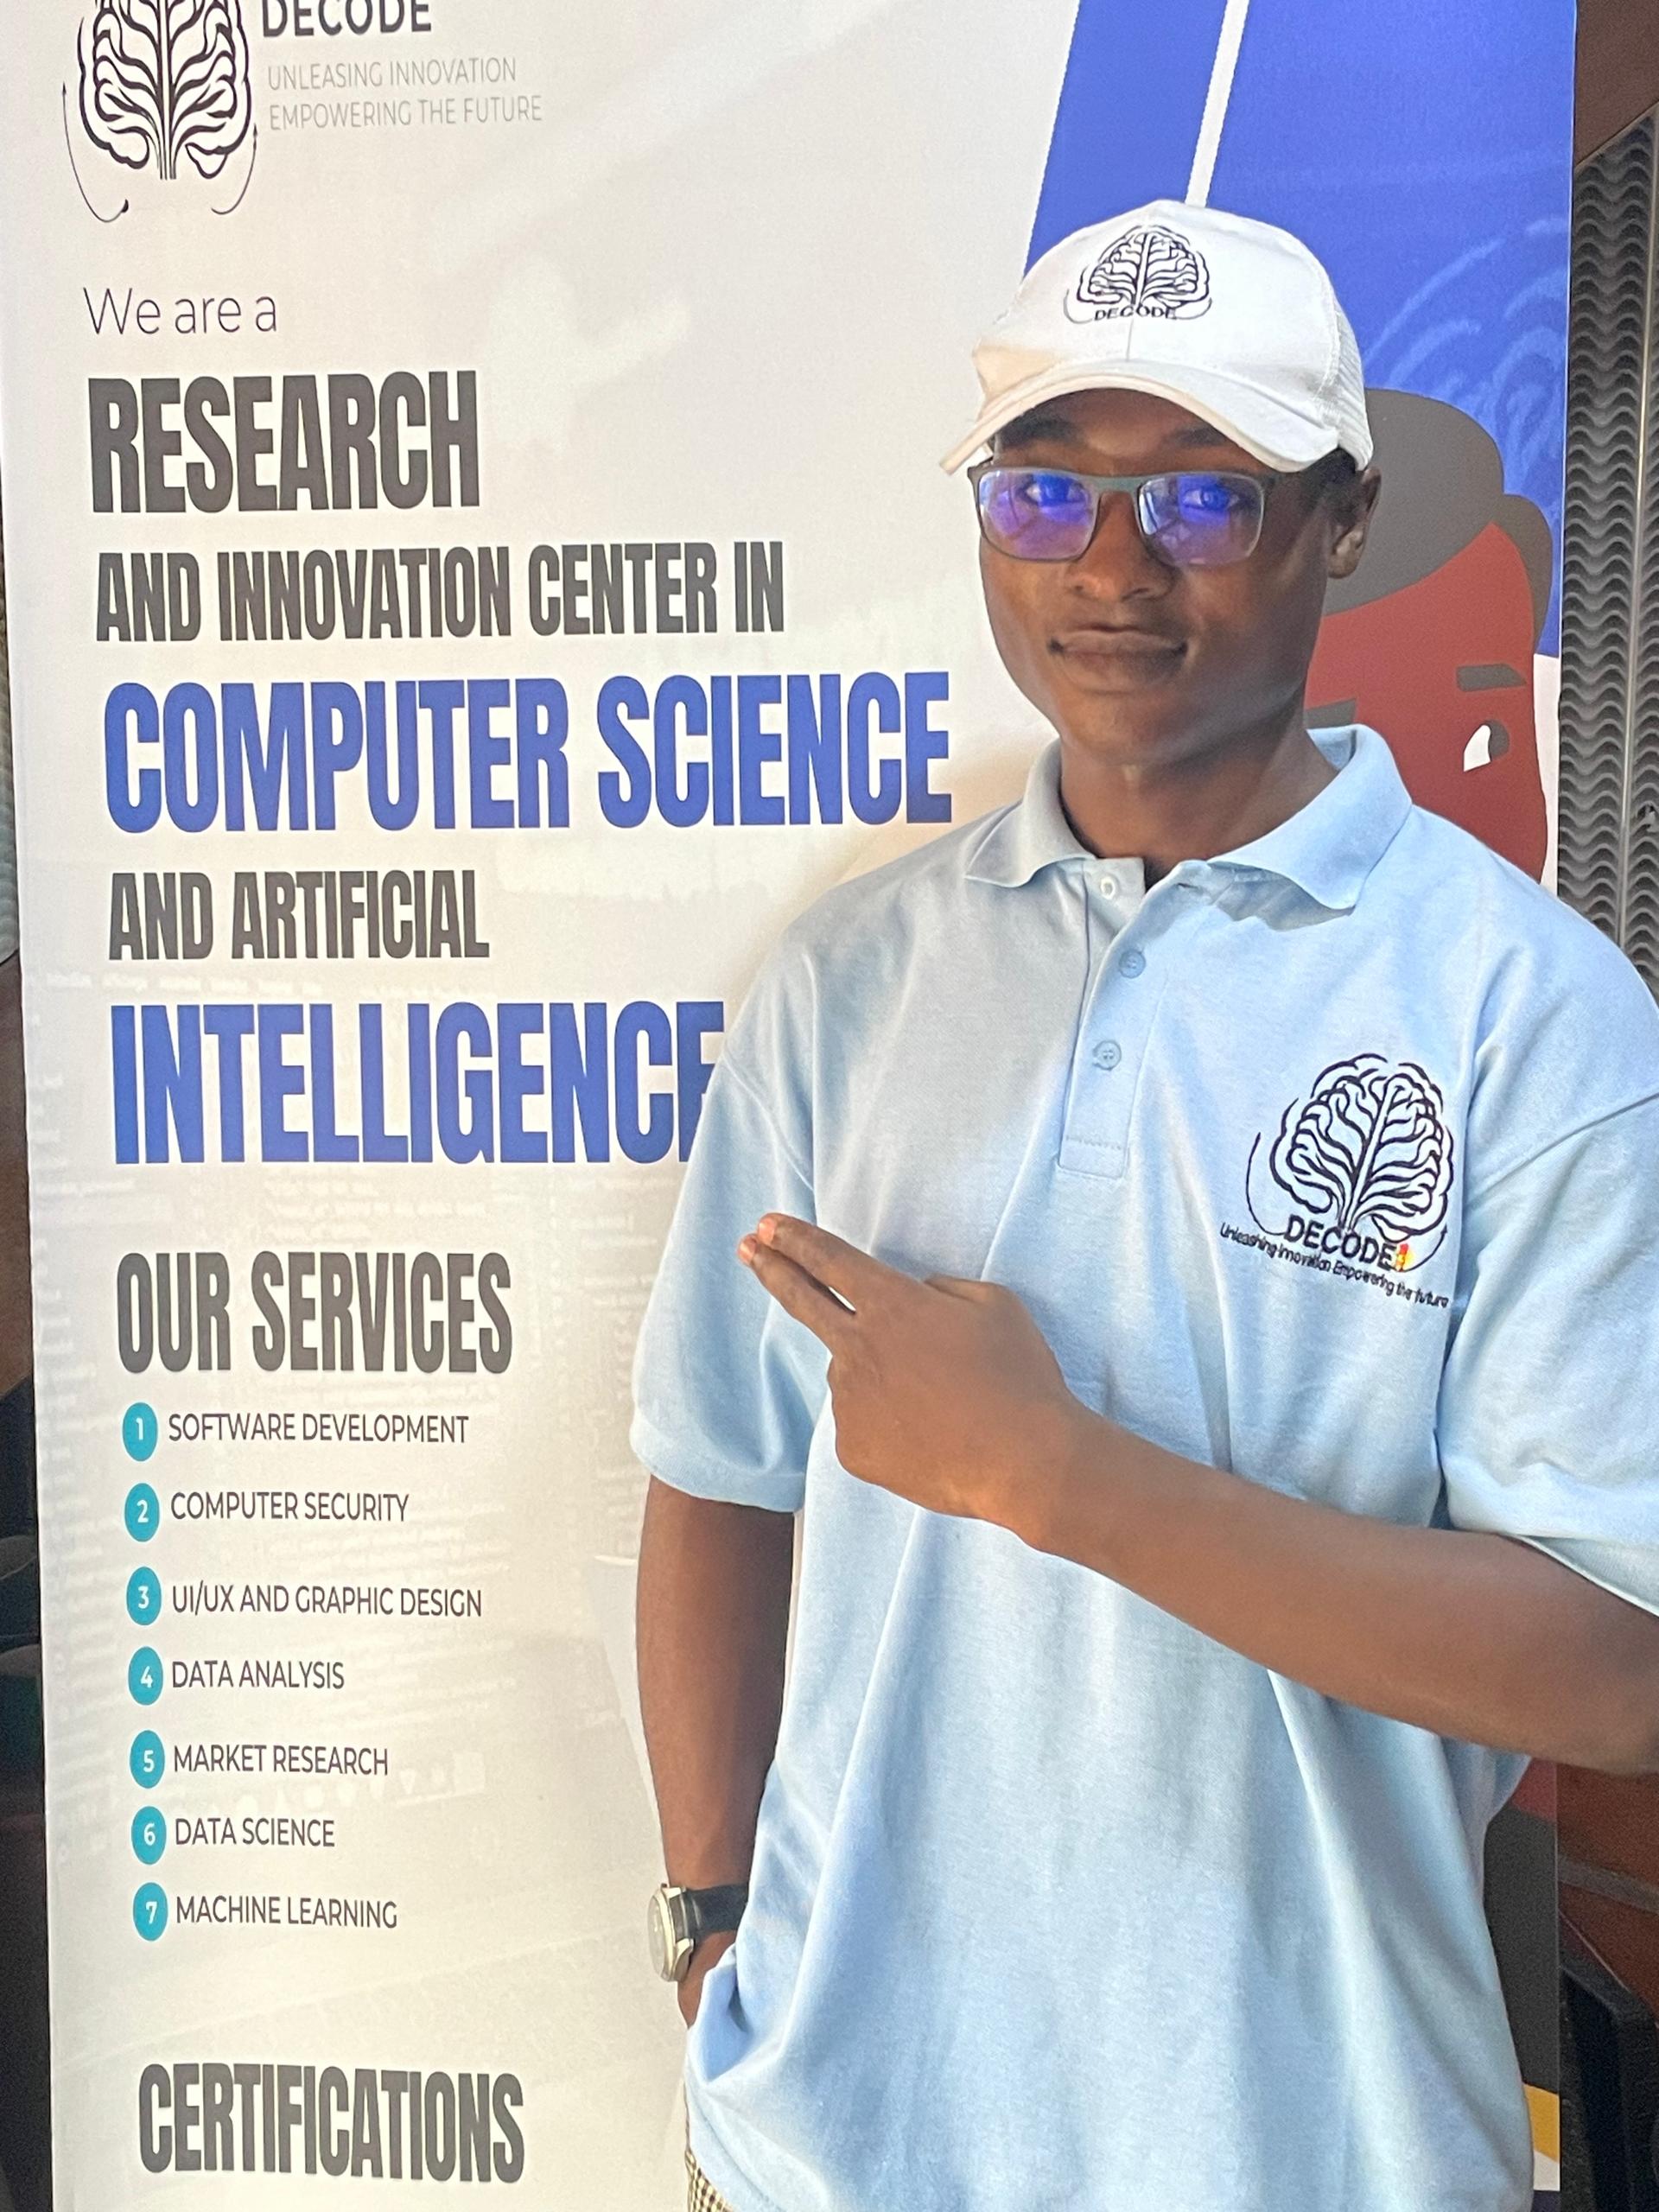 DECODE
UNLEASING INNOVATION
EMPOWERING THE FUTURE
We are a
RESEARCH
AND INNOVATION CENTER IN
COMPUTER SCIENCE
AND ARTIFICIAL
INTELLIGENCE
OUR SERVICES
1 SOFTWARE DEVELOPMENT
2 COMPUTER SECURITY
3 UI/UX AND GRAPHIC DESIGN
4 DATA ANALYSIS
5 MARKET RESEARCH
6 DATA SCIENCE
7 MACHINE LEARNING
CERTIFICATIONS
DECODE
DECODE
Unleashing innovation Empowering the future